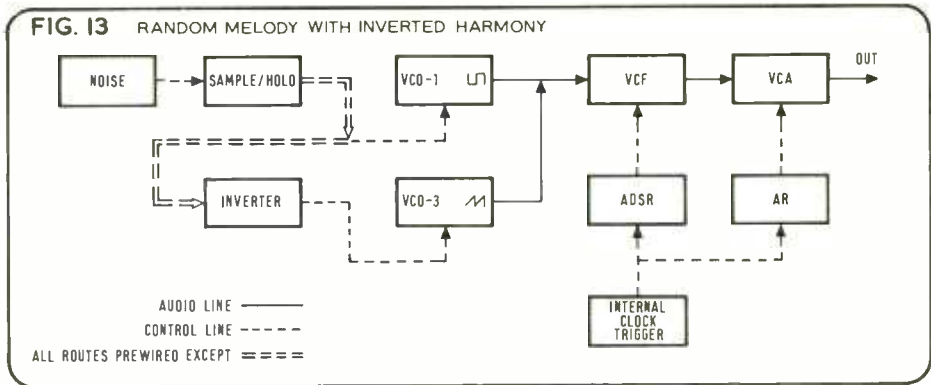 FIG. 13 RANDOM MELODY WITH INVERTED HARMONY
NOISE
SAMPLE/HOLD
VCO-1
VCF
VCA
OUT
INVERTER
VCO-3
ADSR
AR
INTERNAL
CLOCK
TRIGGER
AUDIO LINE
CONTROL LINE
ALL ROUTES PREWIRED EXCEPT